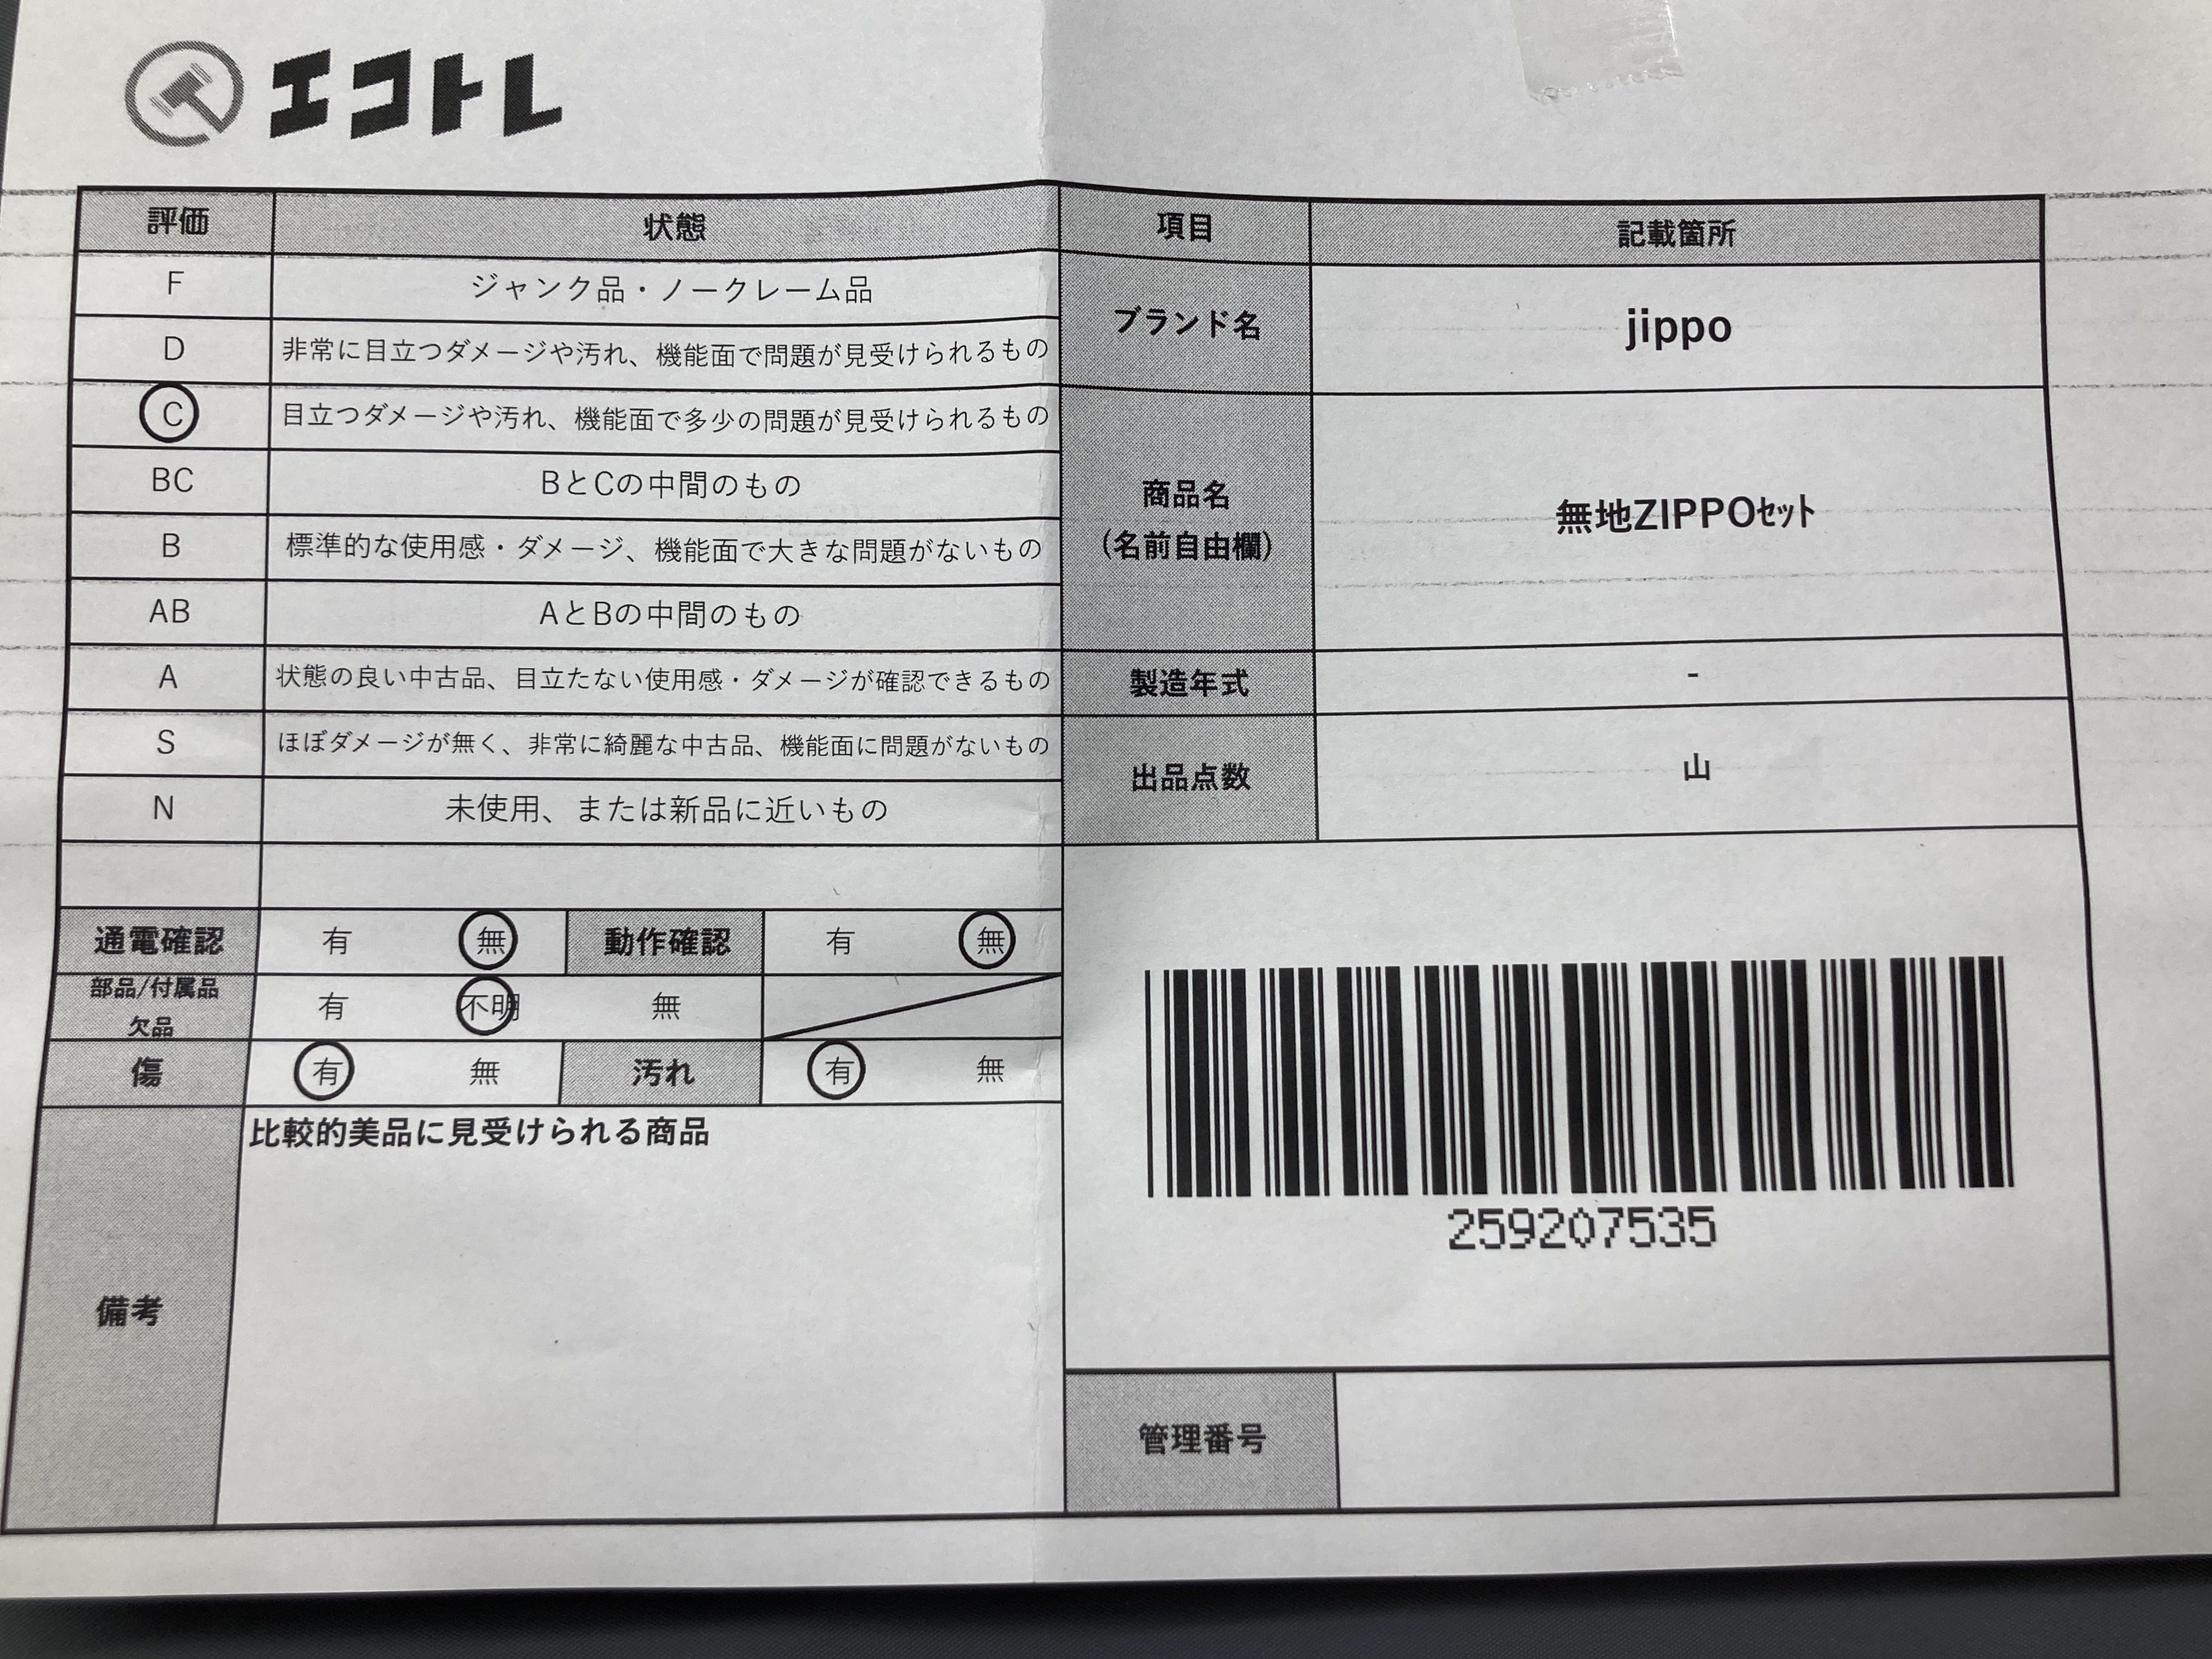 エコトレ
評価 状態
F ジャンク品・ノークレーム品
D 非常に目立つダメージや汚れ、機能面で問題が見受けられるもの
C 目立つダメージや汚れ、機能面で多少の問題が見受けられるもの
BC BとCの中間のもの
B 標準的な使用感・ダメージ、機能面で大きな問題がないもの
AB AとBの中間のもの
A 状態の良い中古品、目立たない使用感・ダメージが確認できるもの
S ほぼダメージが無く、非常に綺麗な中古品、機能面に問題がないもの
N 未使用、または新品に近いもの
通電確認 有 無 動作確認 有 無
部品/付属品
欠品
有 不明 無
傷 有 無 汚れ 有 無
備考
比較的美品に見受けられる商品
項目 記載箇所
ブランド名 jippo
商品名
(名前自由欄)
無地ZIPPOｾｯﾄ
製造年式 -
出品点数 山
259207535
管理番号